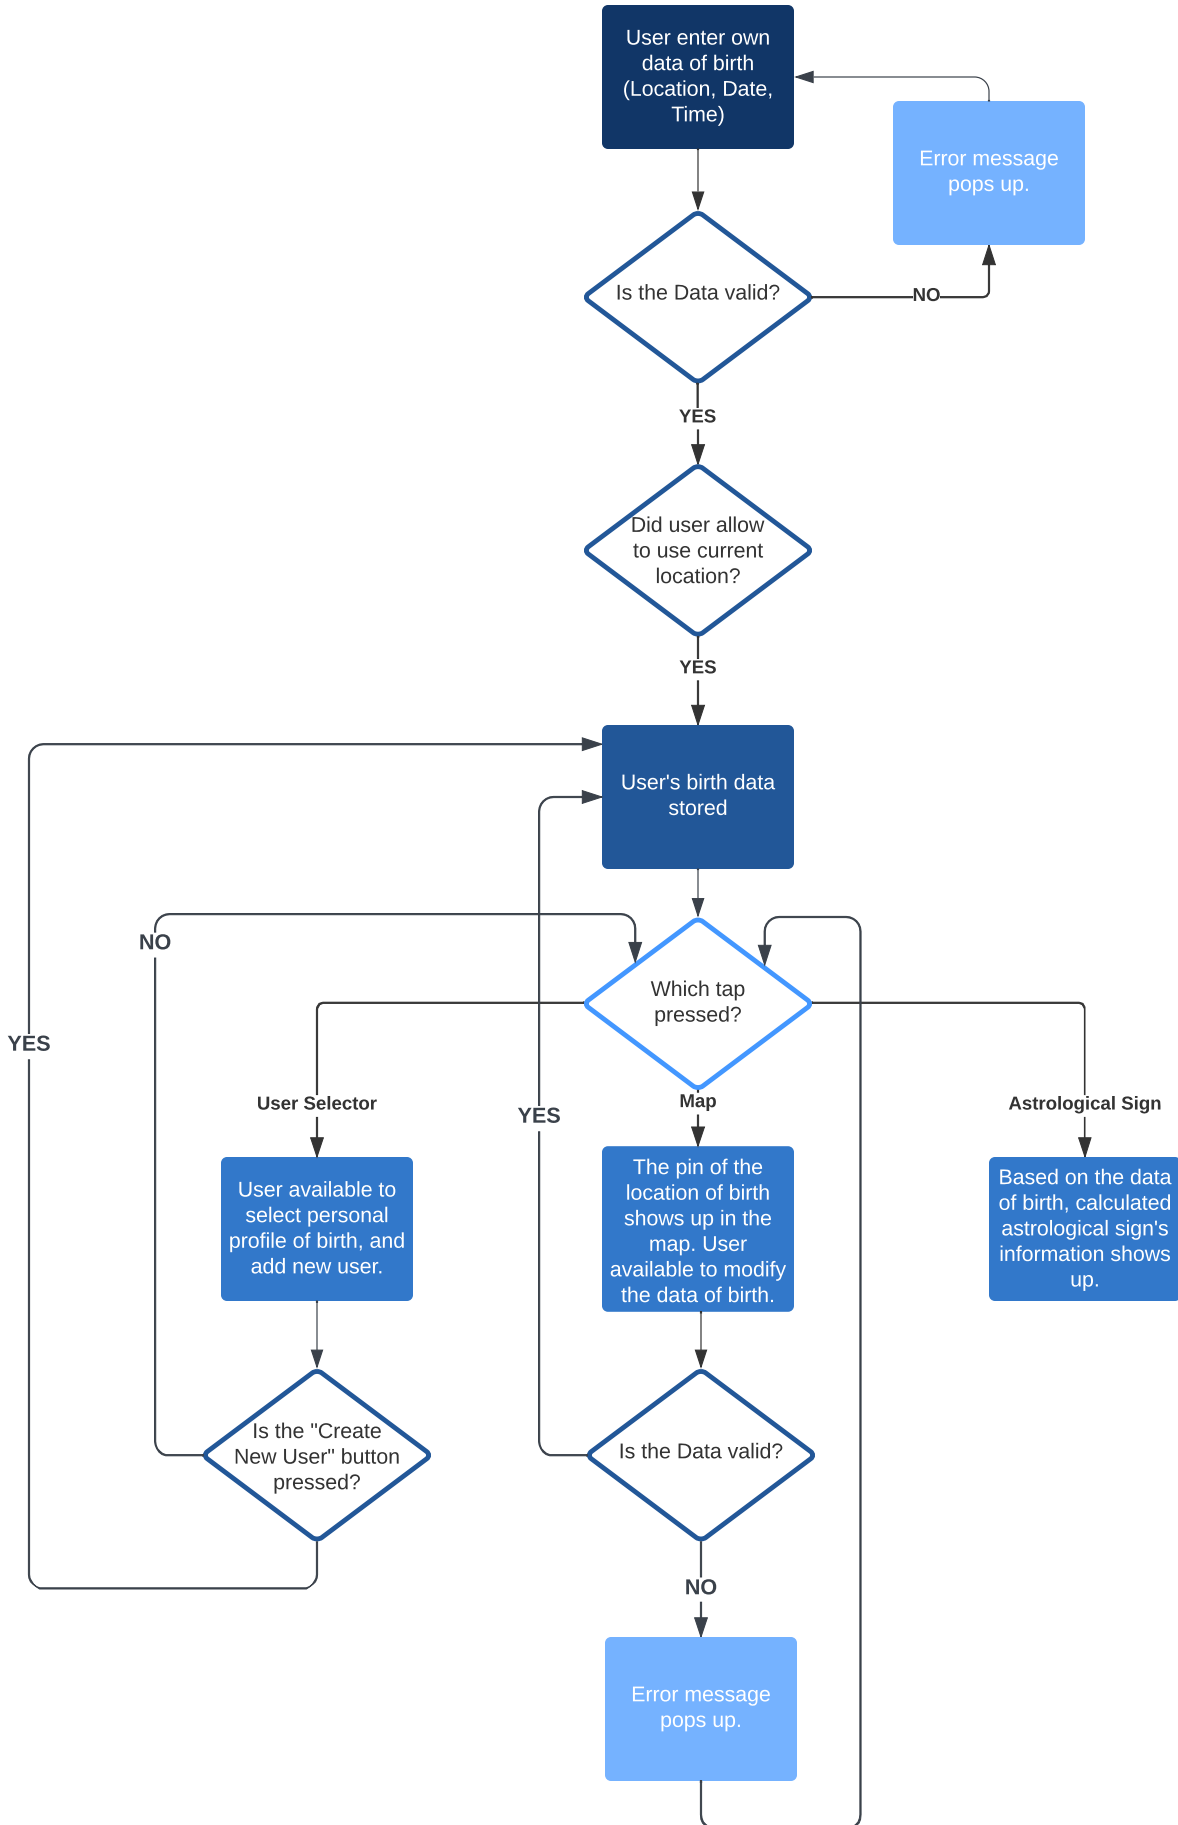 User enter own
data of birth
(Location, Date,
Time)
Error message
pops up.
Is the Data valid?
NO
YES
Did user allow
to use current
location?
YES
User's birth data
stored
NO
Which tap
pressed?
YES
User Selector
Map
YES
Astrological Sign
User available to
select personal
profile of birth, and
add new user.
The pin of the
location of birth
shows up in the
map. User
available to modify
the data of birth.
Based on the data
of birth, calculated
astrological sign's
information shows
up.
Is the "Create
New User" button
pressed?
Is the Data valid?
NO
Error message
pops up.